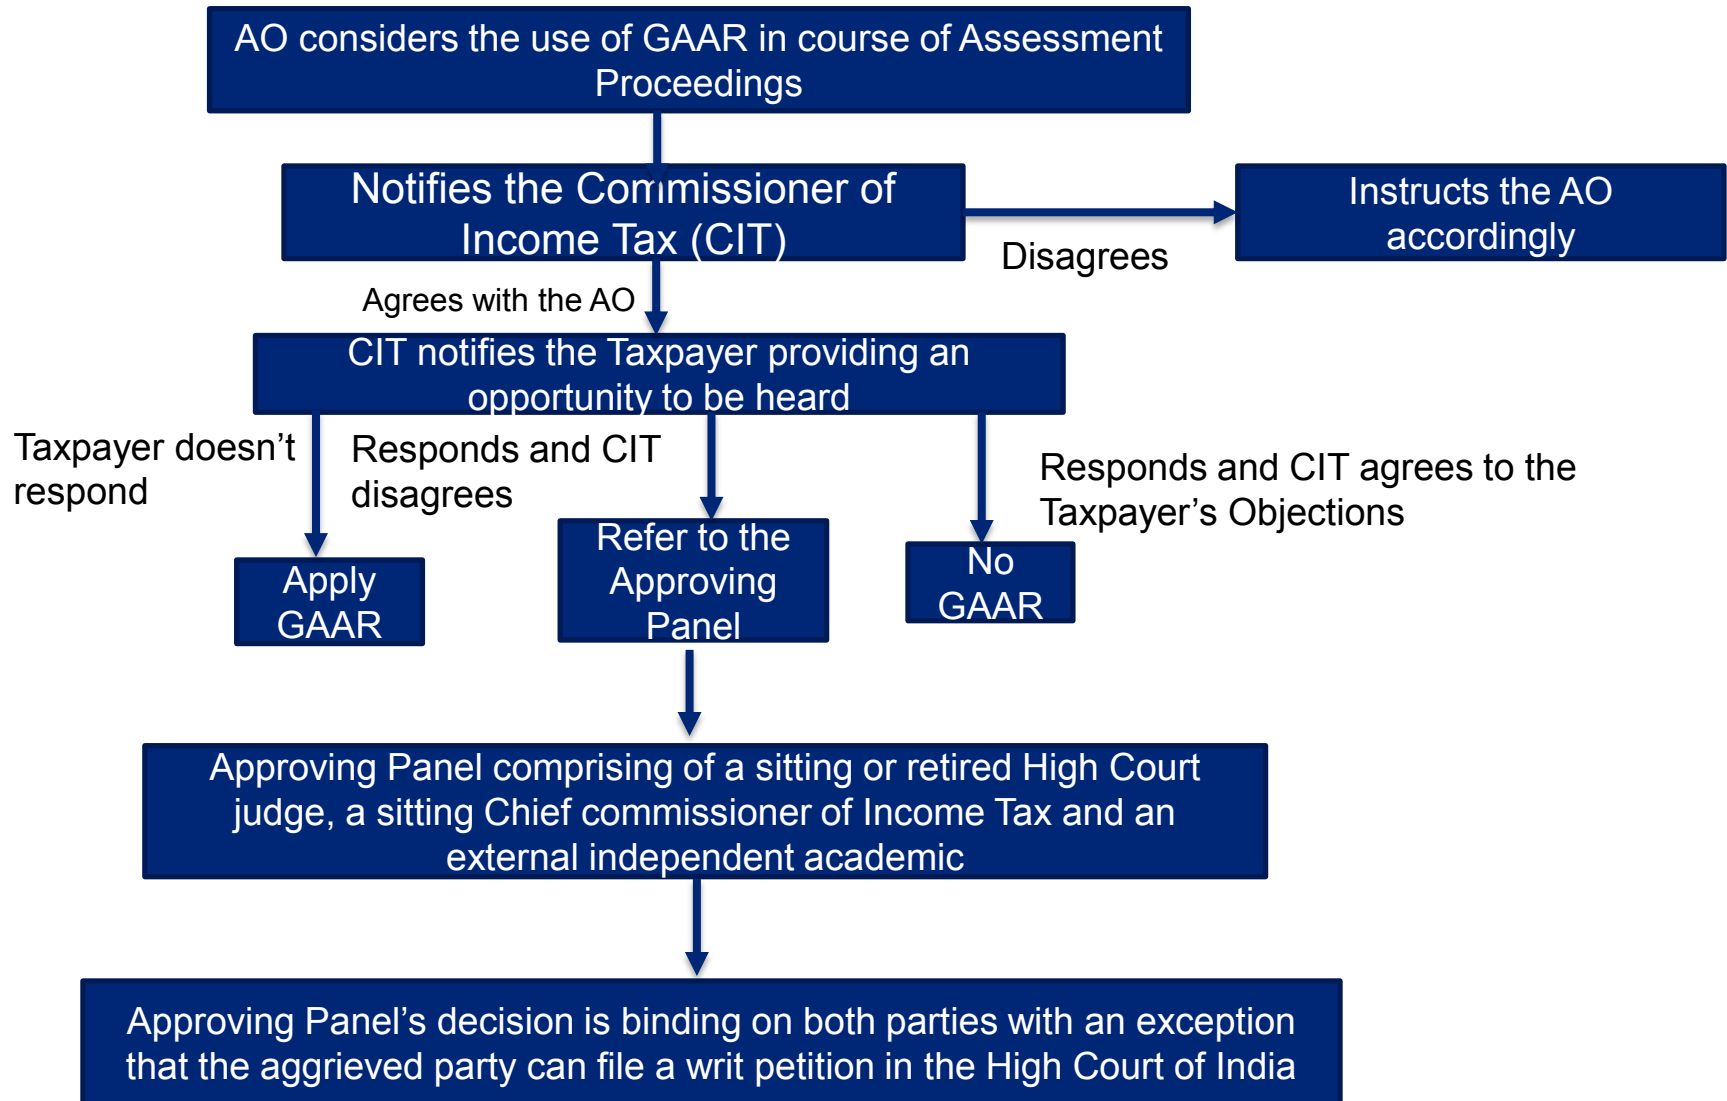 AO considers the use of GAAR in course of Assessment
Proceedings
Notifies the Commissioner of
Income Tax (CIT)
Disagrees
Instructs the AO
accordingly
Agrees with the AO
CIT notifies the Taxpayer providing an
opportunity to be heard
Taxpayer doesn’t
respond
Responds and CIT
disagrees
Responds and CIT agrees to the
Taxpayer’s Objections
Apply
GAAR
Refer to the
Approving
Panel
No
GAAR
Approving Panel comprising of a sitting or retired High Court
judge, a sitting Chief commissioner of Income Tax and an
external independent academic
Approving Panel’s decision is binding on both parties with an exception
that the aggrieved party can file a writ petition in the High Court of India